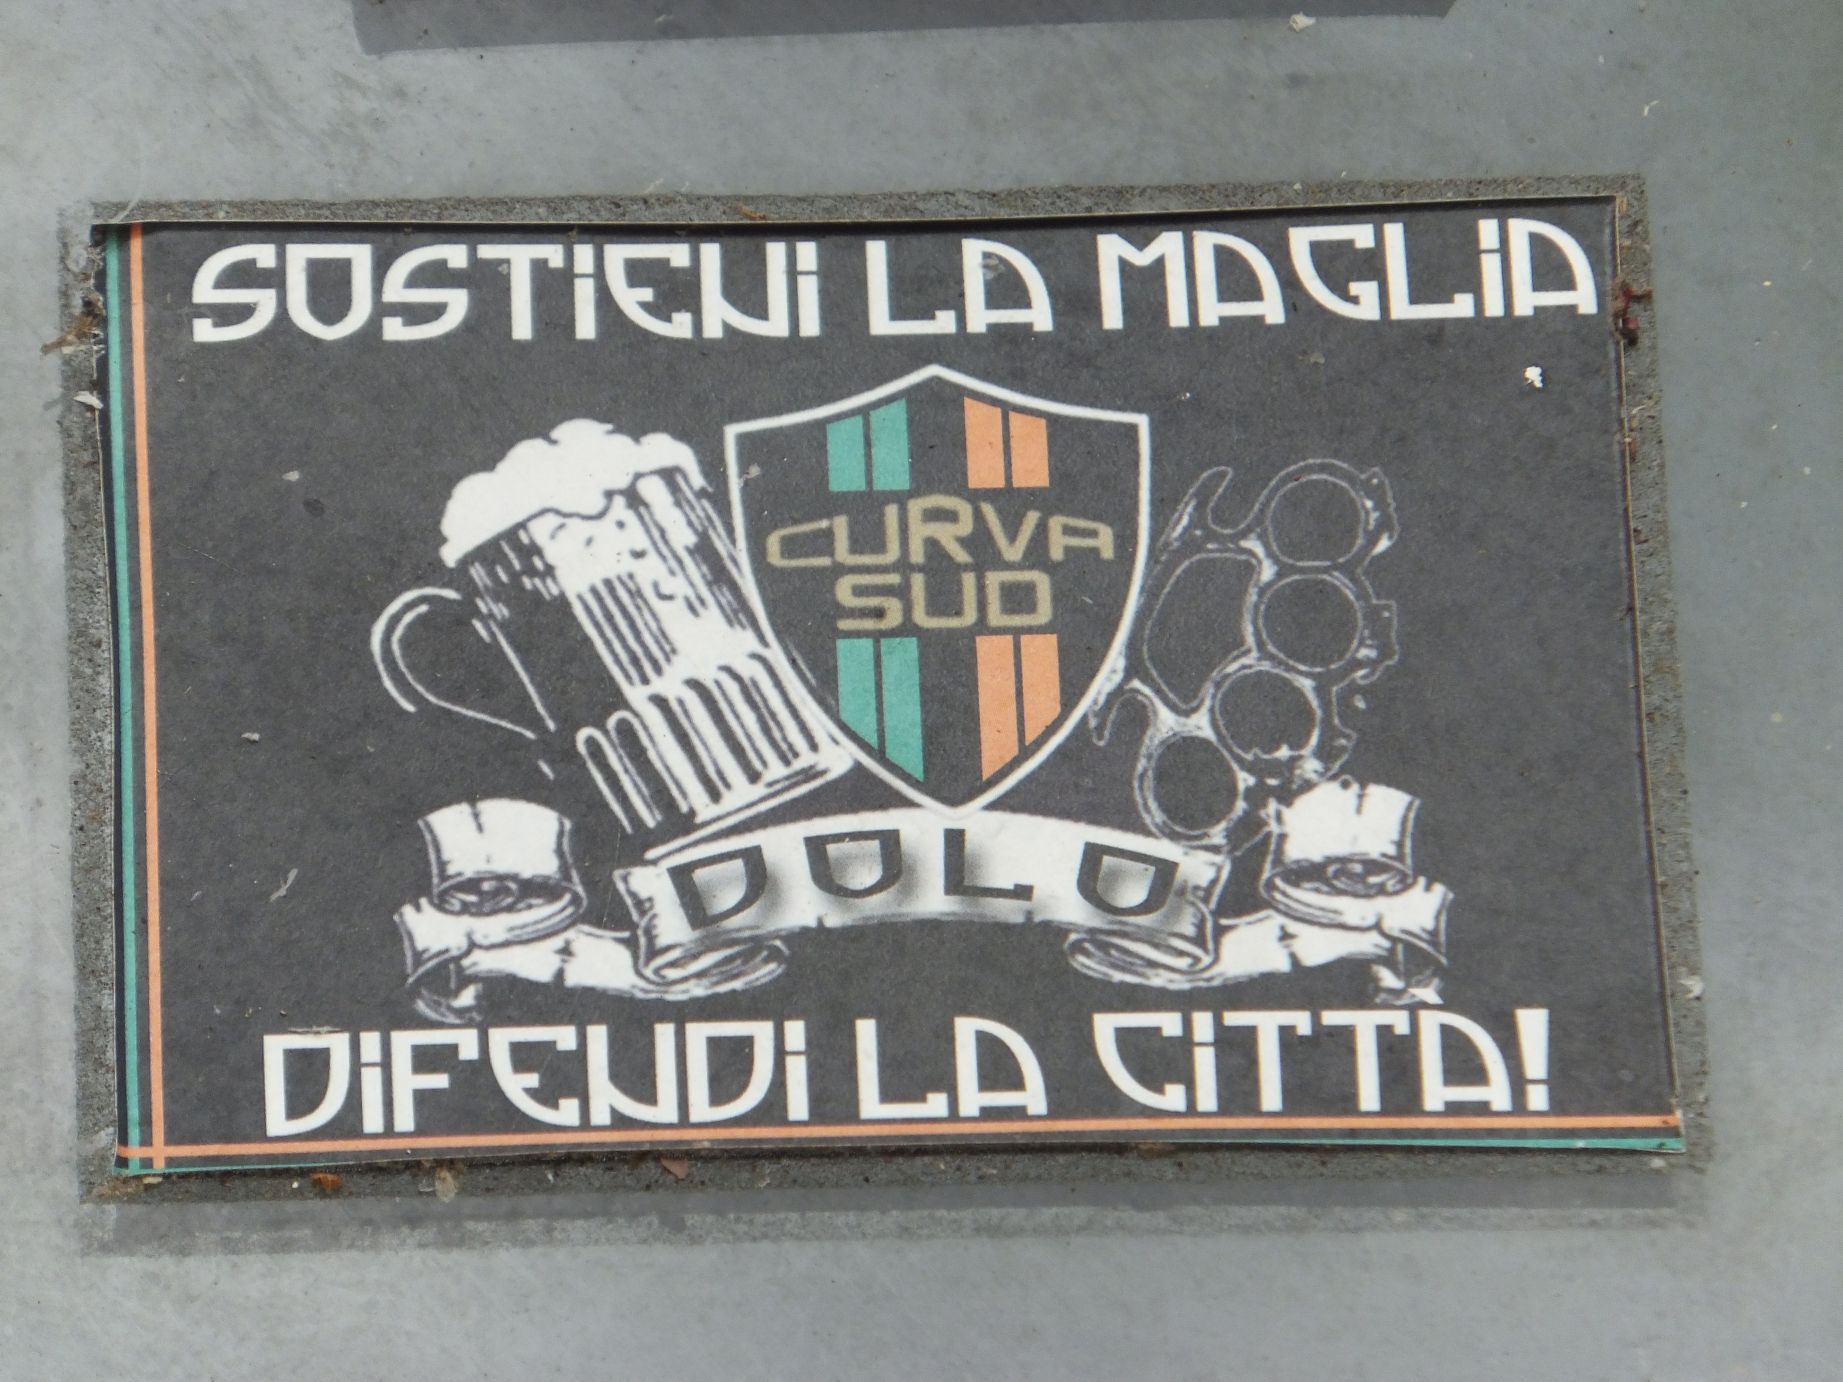 SOSTIENI LA MAGLIA
CURVA
SUD
DOLO
DIFENDI LA CITTÀ!